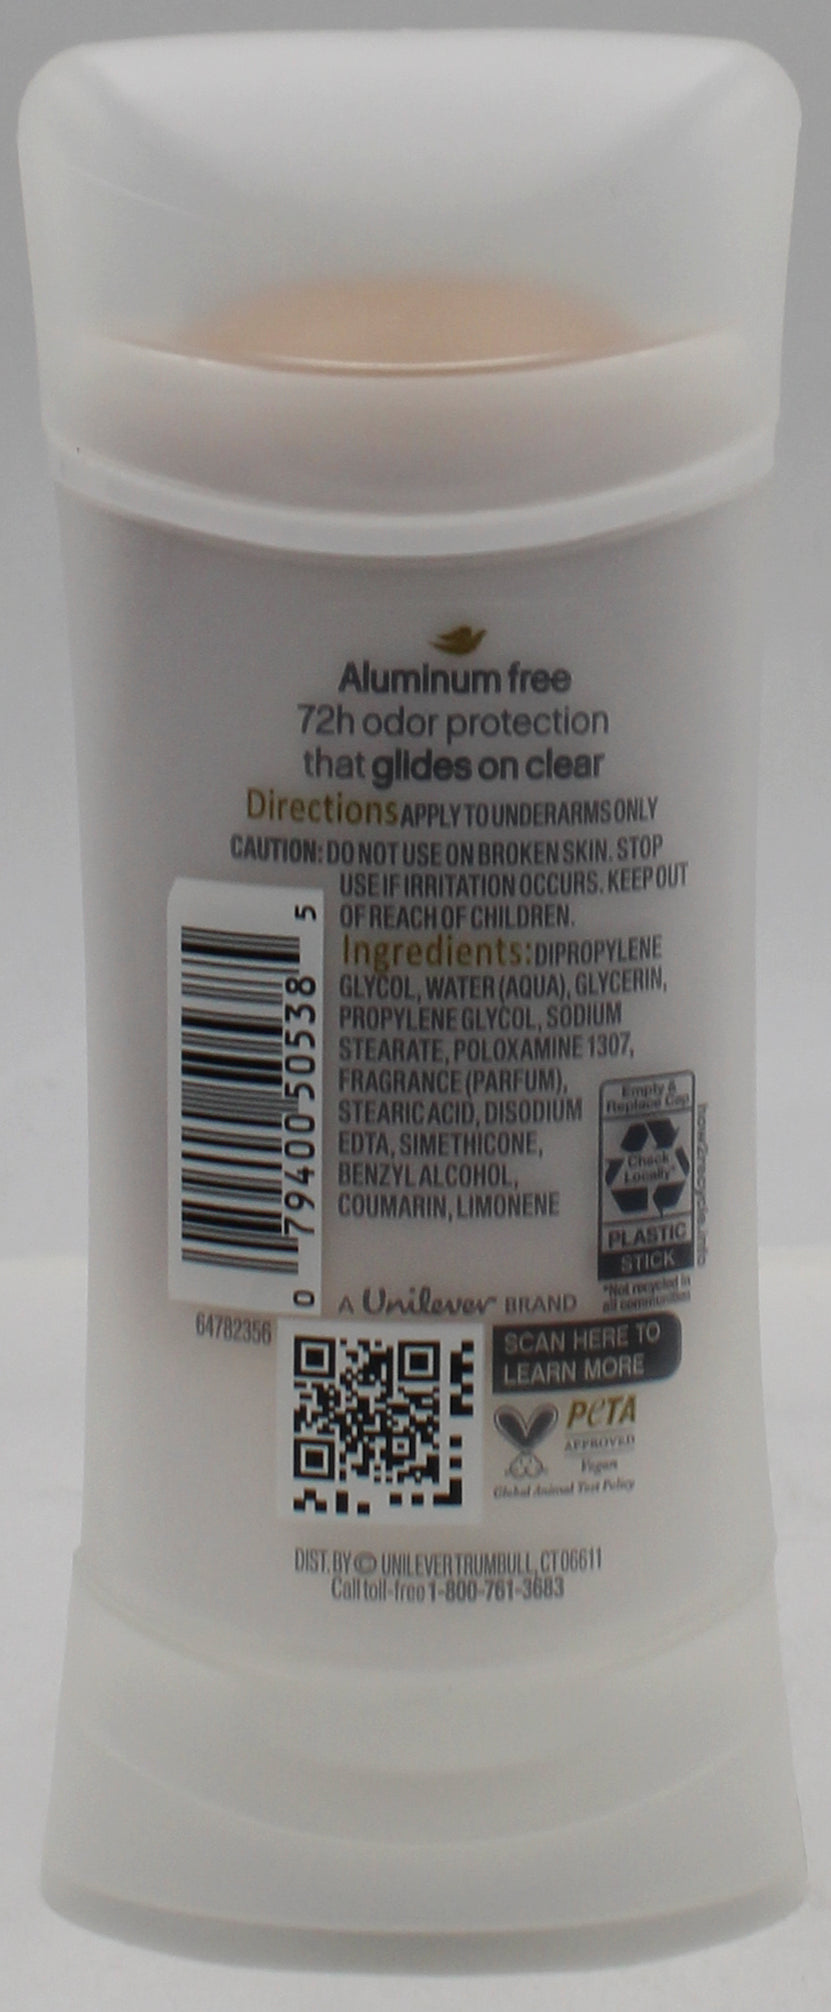 Aluminum free
72h odor protection
that glides on clear
Directions APPLY TO UNDERARMS ONLY
CAUTION: DO NOT USE ON BROKEN SKIN. STOP
USE IF IRRITATION OCCURS. KEEP OUT
OF REACH OF CHILDREN.
Ingredients: DIPROPYLENE
GLYCOL, WATER (AQUA), GLYCERIN,
PROPYLENE GLYCOL, SODIUM
STEARATE, POLOXAMINE 1307,
FRAGRANCE (PARFUM),
STEARIC ACID, DISODIUM
EDTA, SIMETHICONE,
BENZYL ALCOHOL,
COUMARIN, LIMONENE
0 79400 50538 5
Empty &
Replace Cap
Check
Locally*
PLASTIC
STICK
*Not recycled in
all communities
how2recycle.info
A Unilever BRAND
64782356
SCAN HERE TO
LEARN MORE
PETA
APPROVED
Vegan
Global Animal Test Policy
DIST. BY © UNILEVER TRUMBULL, CT 06611
Call toll-free 1-800-761-3683